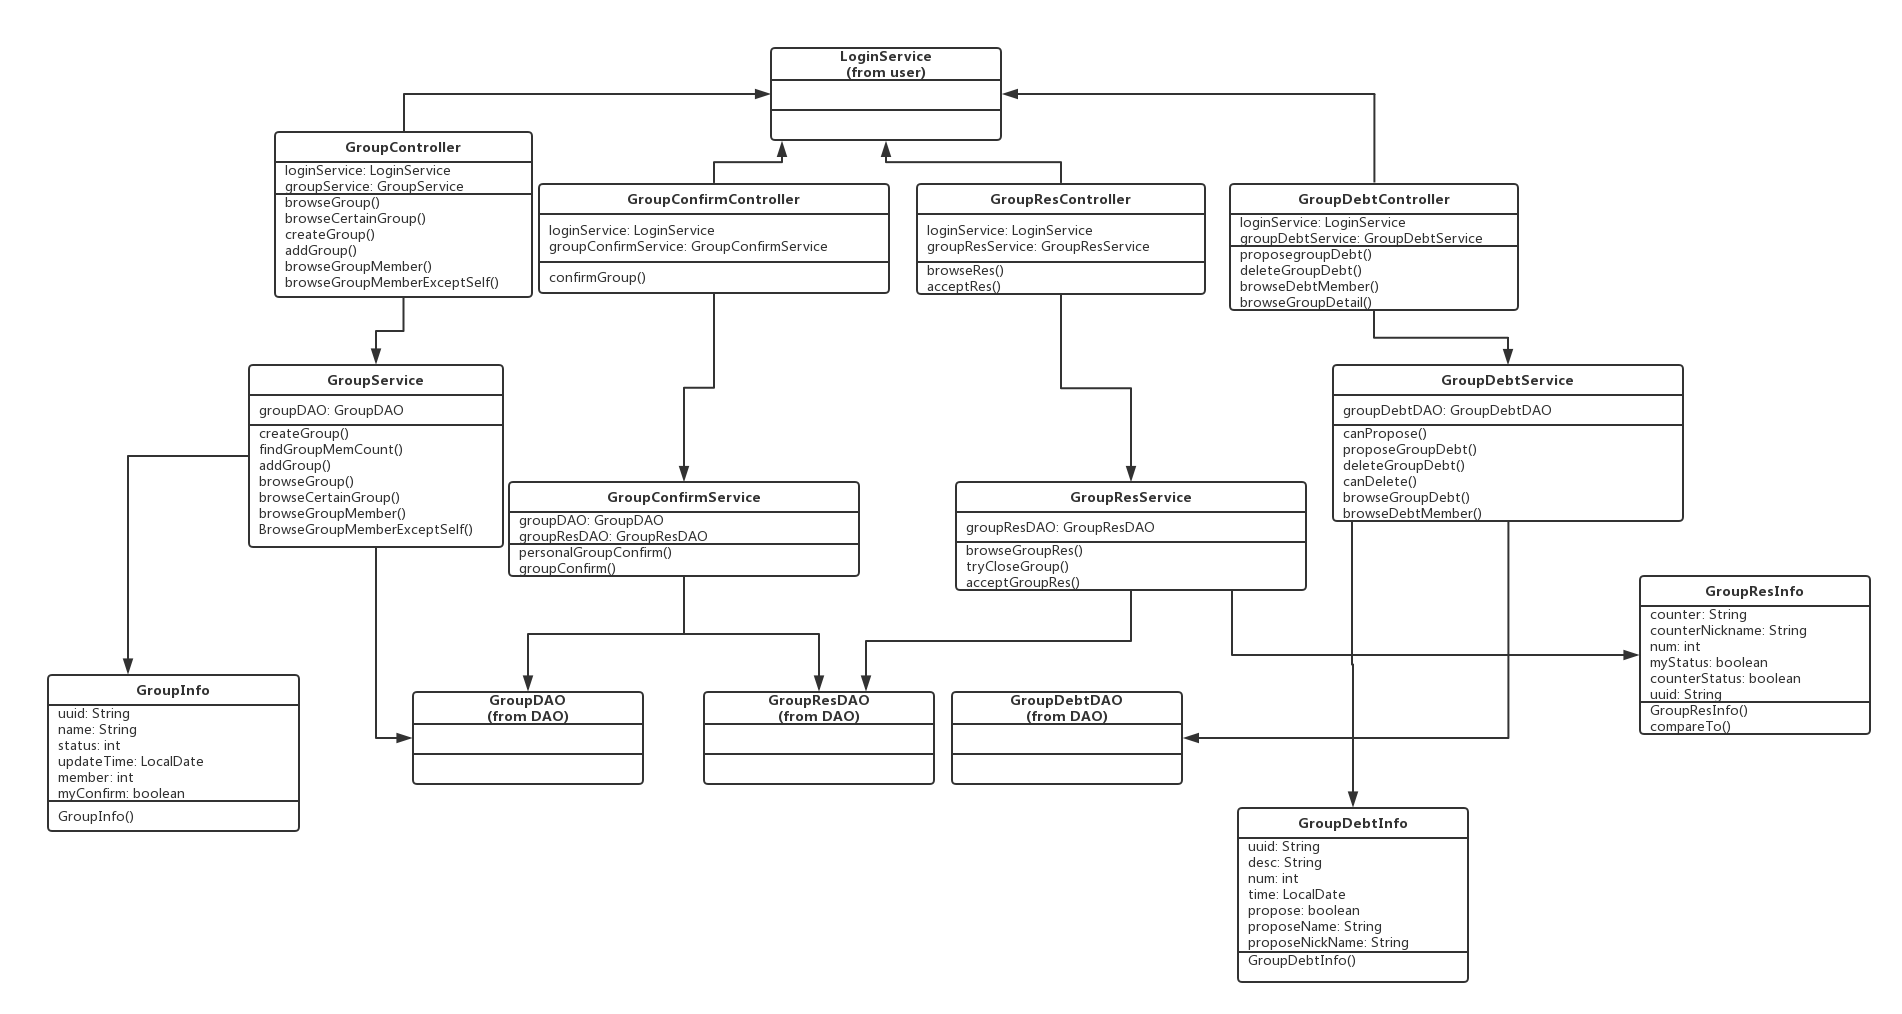 LoginService
(from user)
GroupController
loginService: LoginService
groupService: GroupService
browseGroup()
browseCertainGroup()
createGroup()
addGroup()
browseGroupMember()
browseGroupMemberExceptSelf()
GroupConfirmController
loginService: LoginService
groupConfirmService: GroupConfirmService
confirmGroup()
GroupResController
loginService: LoginService
groupResService: GroupResService
browseRes()
acceptRes()
GroupDebtController
loginService: LoginService
groupDebtService: GroupDebtService
proposegroupDebt()
deleteGroupDebt()
browseDebtMember()
browseGroupDetail()
GroupService
groupDAO: GroupDAO
createGroup()
findGroupMemCount()
addGroup()
browseGroup()
browseCertainGroup()
browseGroupMember()
BrowseGroupMemberExceptSelf()
GroupConfirmService
groupDAO: GroupDAO
groupResDAO: GroupResDAO
personalGroupConfirm()
groupConfirm()
GroupResService
groupResDAO: GroupResDAO
browseGroupRes()
tryCloseGroup()
acceptGroupRes()
GroupDebtService
groupDebtDAO: GroupDebtDAO
canPropose()
proposeGroupDebt()
deleteGroupDebt()
canDelete()
browseGroupDebt()
browseDebtMember()
GroupResInfo
counter: String
counterNickname: String
num: int
myStatus: boolean
counterStatus: boolean
uuid: String
GroupResInfo()
compareTo()
GroupInfo
uuid: String
name: String
status: int
updateTime: LocalDate
member: int
myConfirm: boolean
GroupInfo()
GroupDAO
(from DAO)
GroupResDAO
(from DAO)
GroupDebtDAO
(from DAO)
GroupDebtInfo
uuid: String
desc: String
num: int
time: LocalDate
propose: boolean
proposeName: String
proposeNickName: String
GroupDebtInfo()